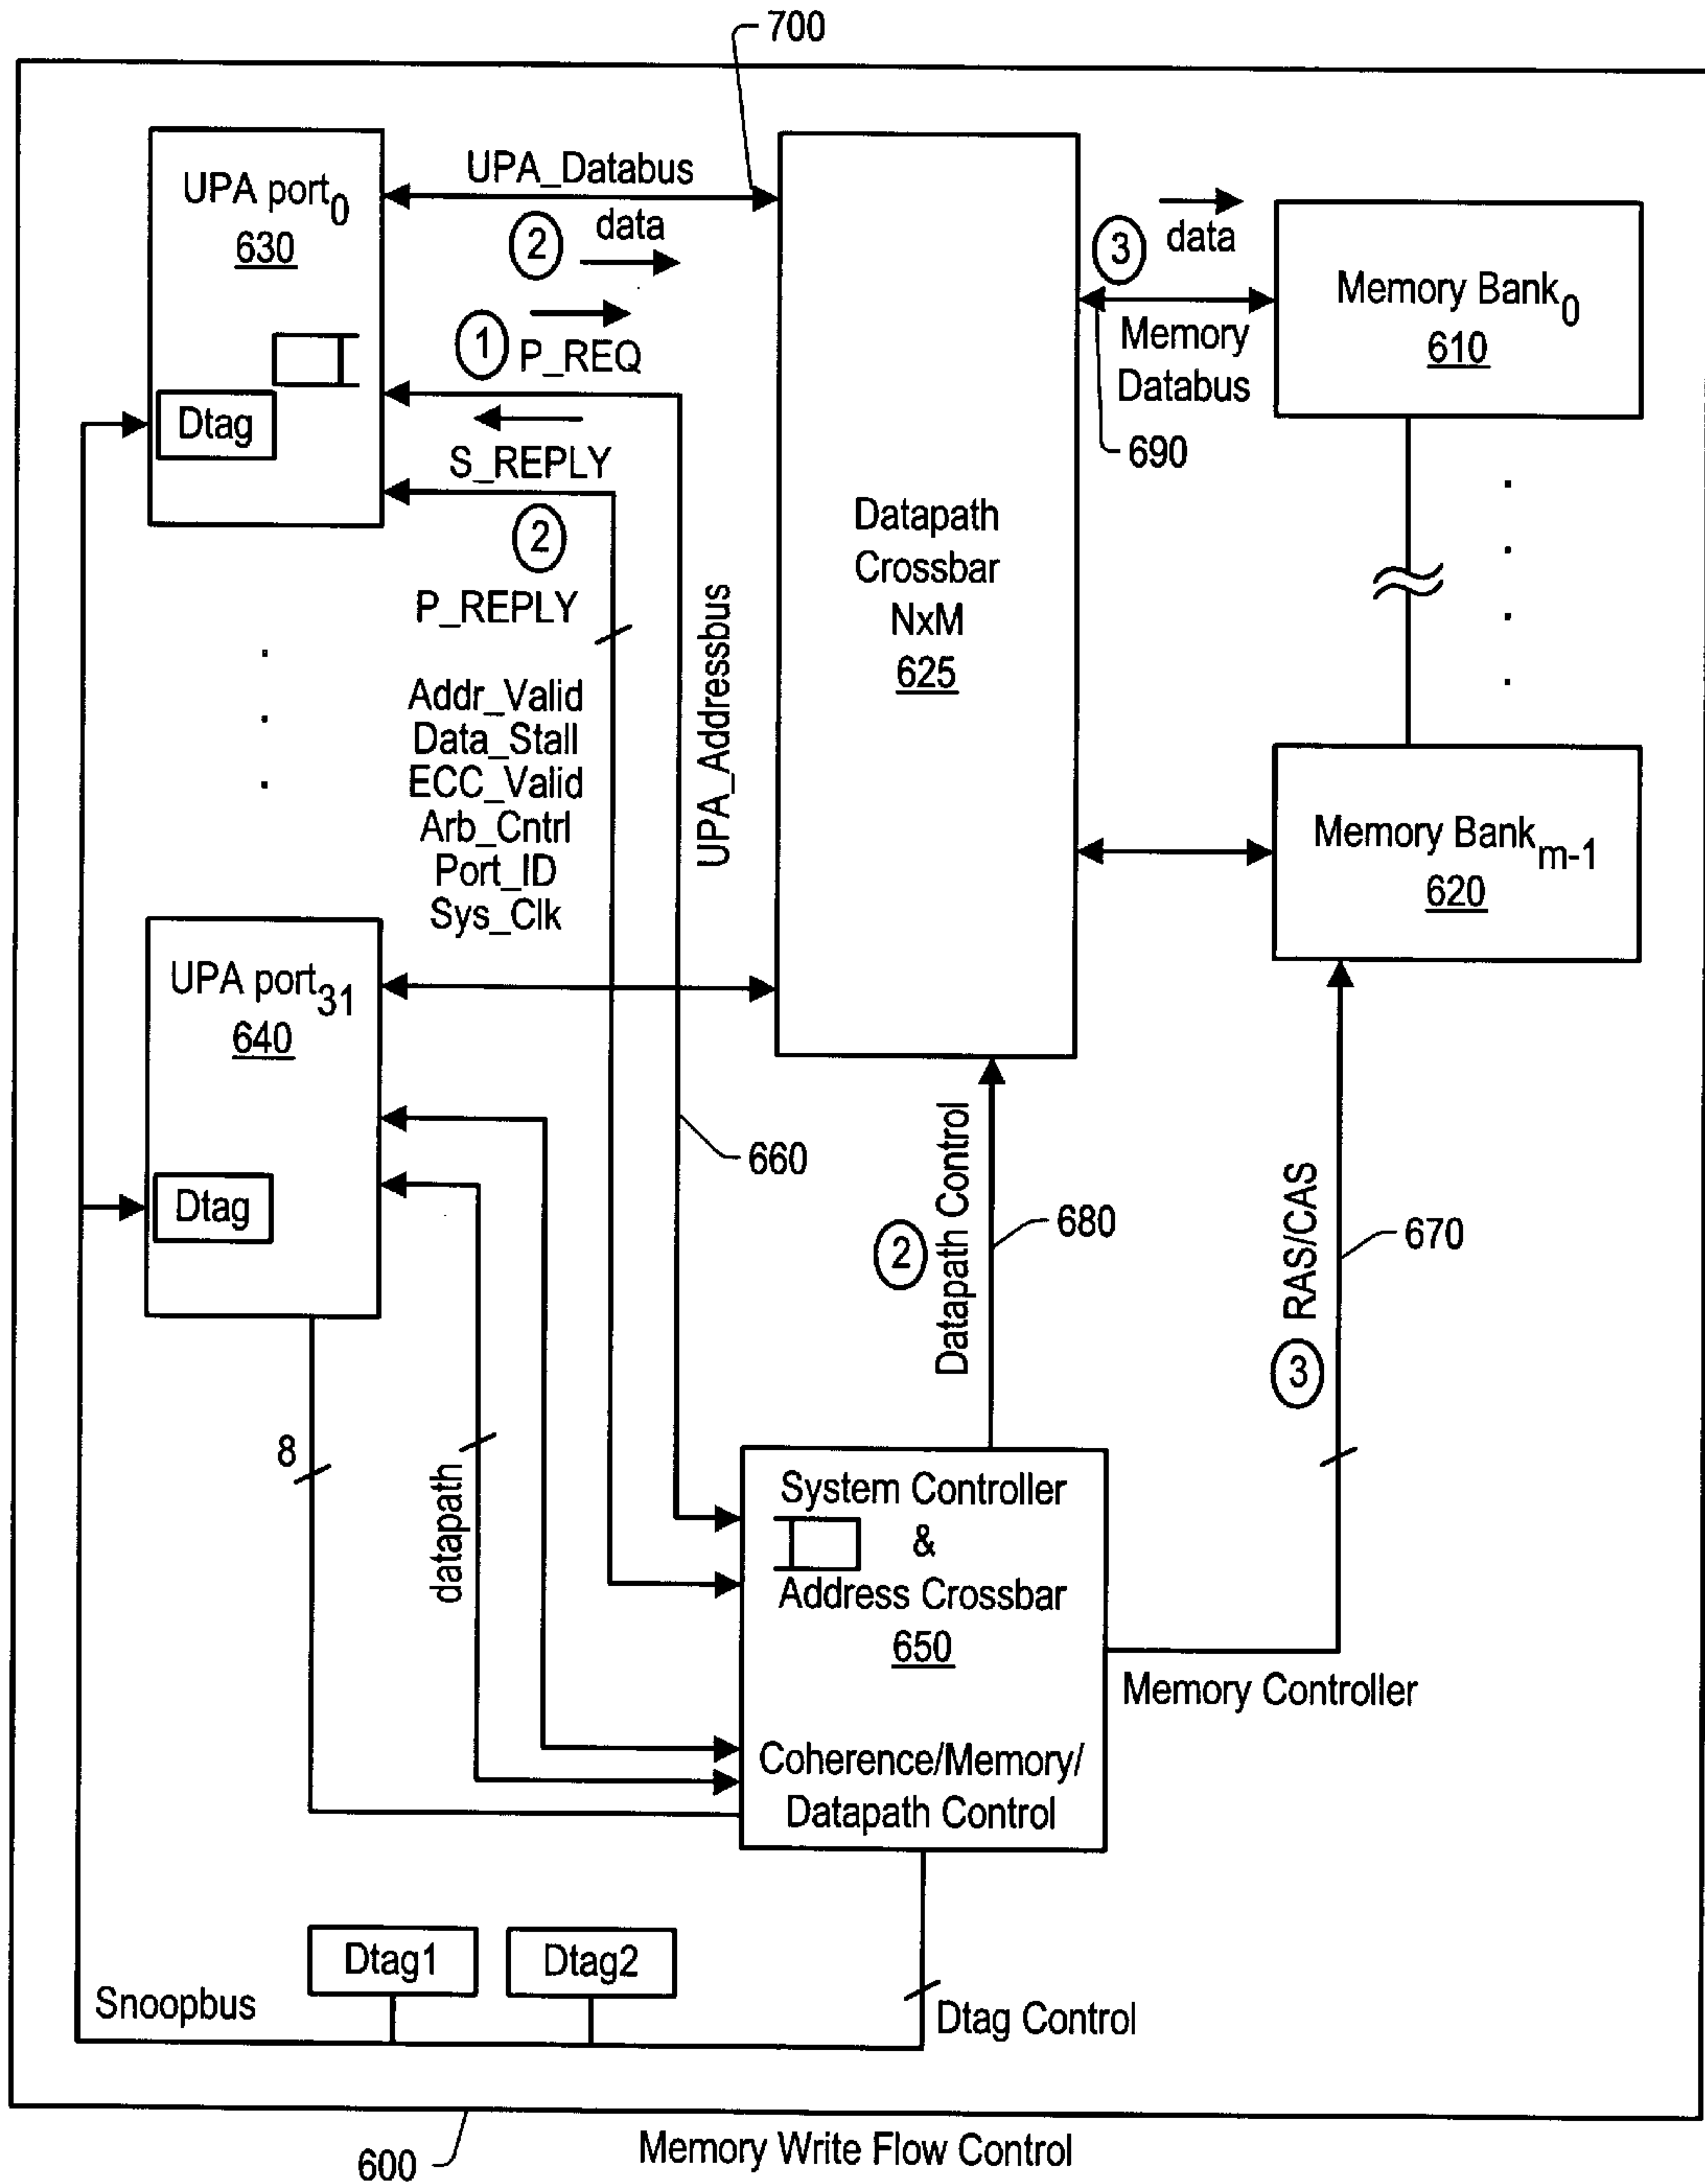 700
UPA port0
630
Dtag
UPA_Databus
2 data
1 P_REQ
S_REPLY
2
P_REPLY
Addr_Valid
Data_Stall
ECC_Valid
Arb_Cntrl
Port_ID
Sys_Clk
UPA_Addressbus
Datapath
Crossbar
NxM
625
3 data
Memory
Databus
690
Memory Bank0
610
Memory Bankm-1
620
UPA port31
640
Dtag
660
2 Datapath Control
680
3 RAS/CAS
670
8
datapath
System Controller
&
Address Crossbar
650
Coherence/Memory/
Datapath Control
Memory Controller
Dtag1
Dtag2
Snoopbus
Dtag Control
600
Memory Write Flow Control